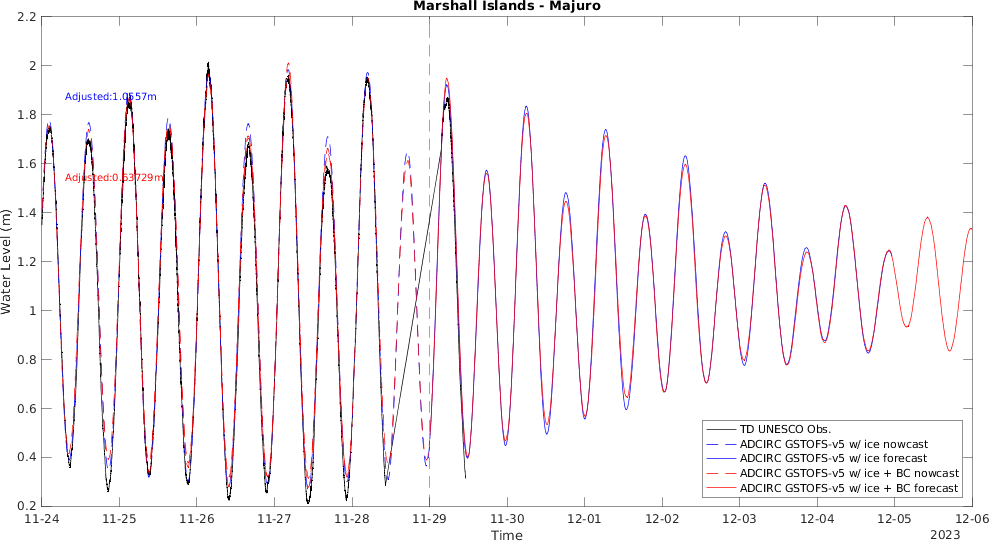 Marshall Islands - Majuro
2.2
2
1.8
1.6
1.4
1.2
1
0.8
0.6
0.4
0.2
Water Level (m)
Adjusted:1.0557m
Adjusted:0.63729m
TD UNESCO Obs.
ADCIRC GSTOFS-v5 w/ ice nowcast
ADCIRC GSTOFS-v5 w/ ice forecast
ADCIRC GSTOFS-v5 w/ ice + BC nowcast
ADCIRC GSTOFS-v5 w/ ice + BC forecast
11-24 11-25 11-26 11-27 11-28 11-29 11-30 12-01 12-02 12-03 12-04 12-05 12-06
Time
2023